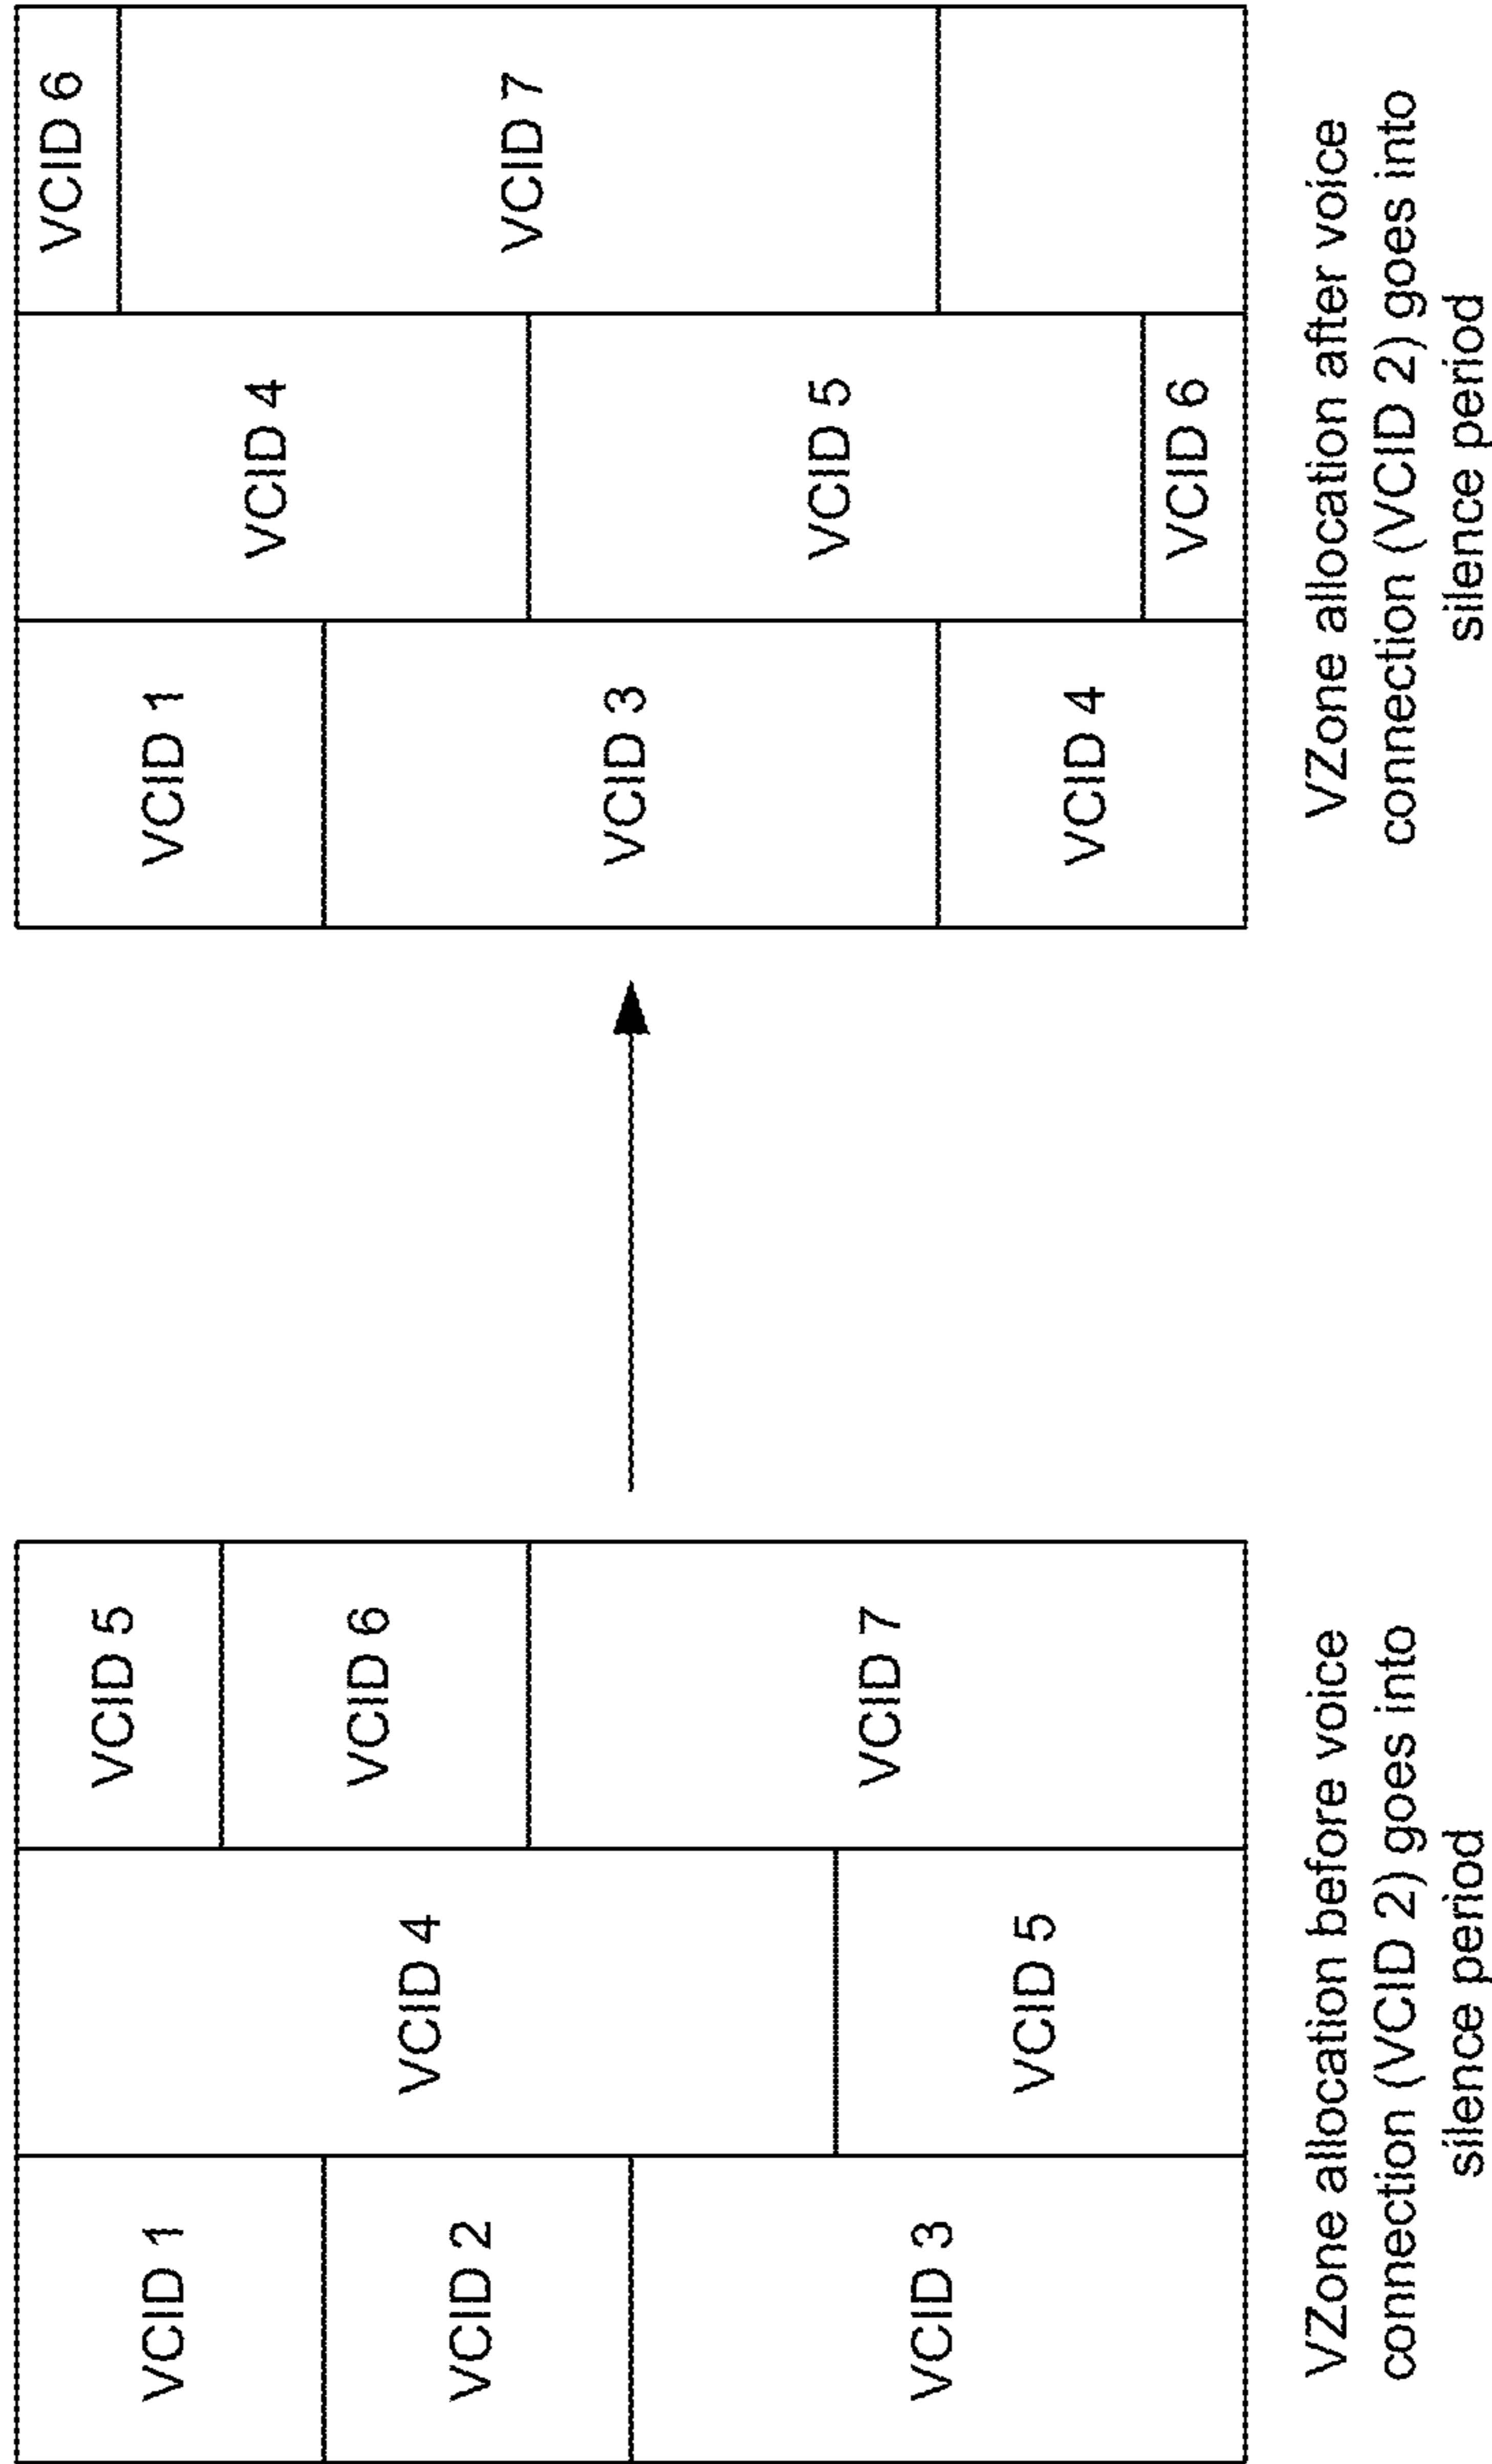 VCID 1
VCID 2
VCID 3
VCID 4
VCID 5
VCID 5
VCID 6
VCID 7
VZone allocation before voice
connection (VCID 2) goes into
silence period
VCID 1
VCID 3
VCID 4
VCID 4
VCID 5
VCID 6
VCID 6
VCID 7
VZone allocation after voice
connection (VCID 2) goes into
silence period